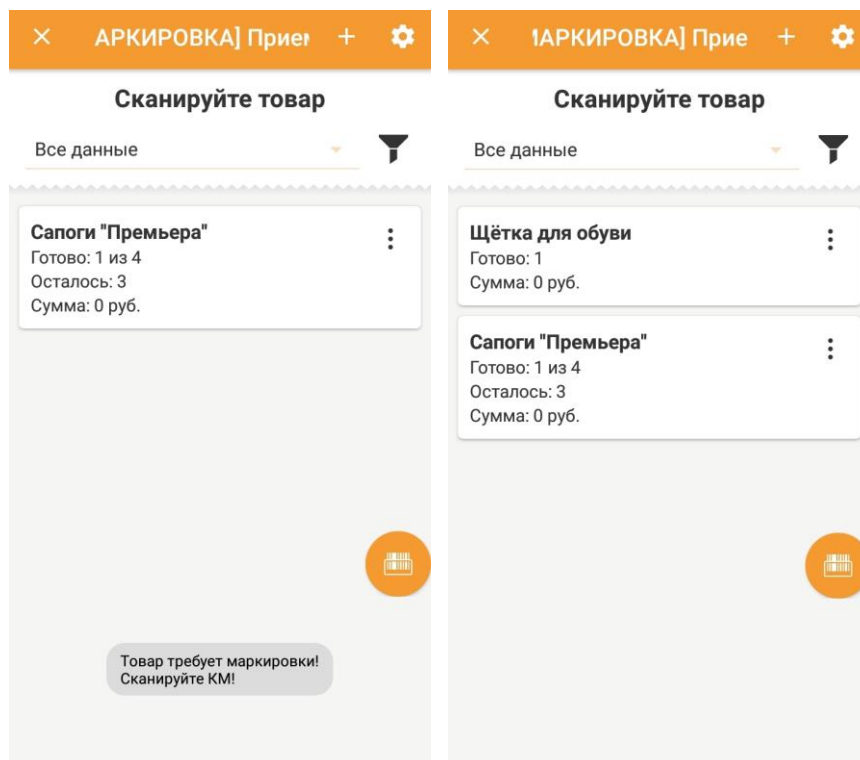 × АРКИРОВКА] Прием +
Сканируйте товар
Все данные
Сапоги "Премьера"
Готово: 1 из 4
Осталось: 3
Сумма: 0 руб.
Товар требует маркировки!
Сканируйте КМ!
× МАРКИРОВКА] Прие +
Сканируйте товар
Все данные
Щётка для обуви
Готово: 1
Сумма: 0 руб.
Сапоги "Премьера"
Готово: 1 из 4
Осталось: 3
Сумма: 0 руб.